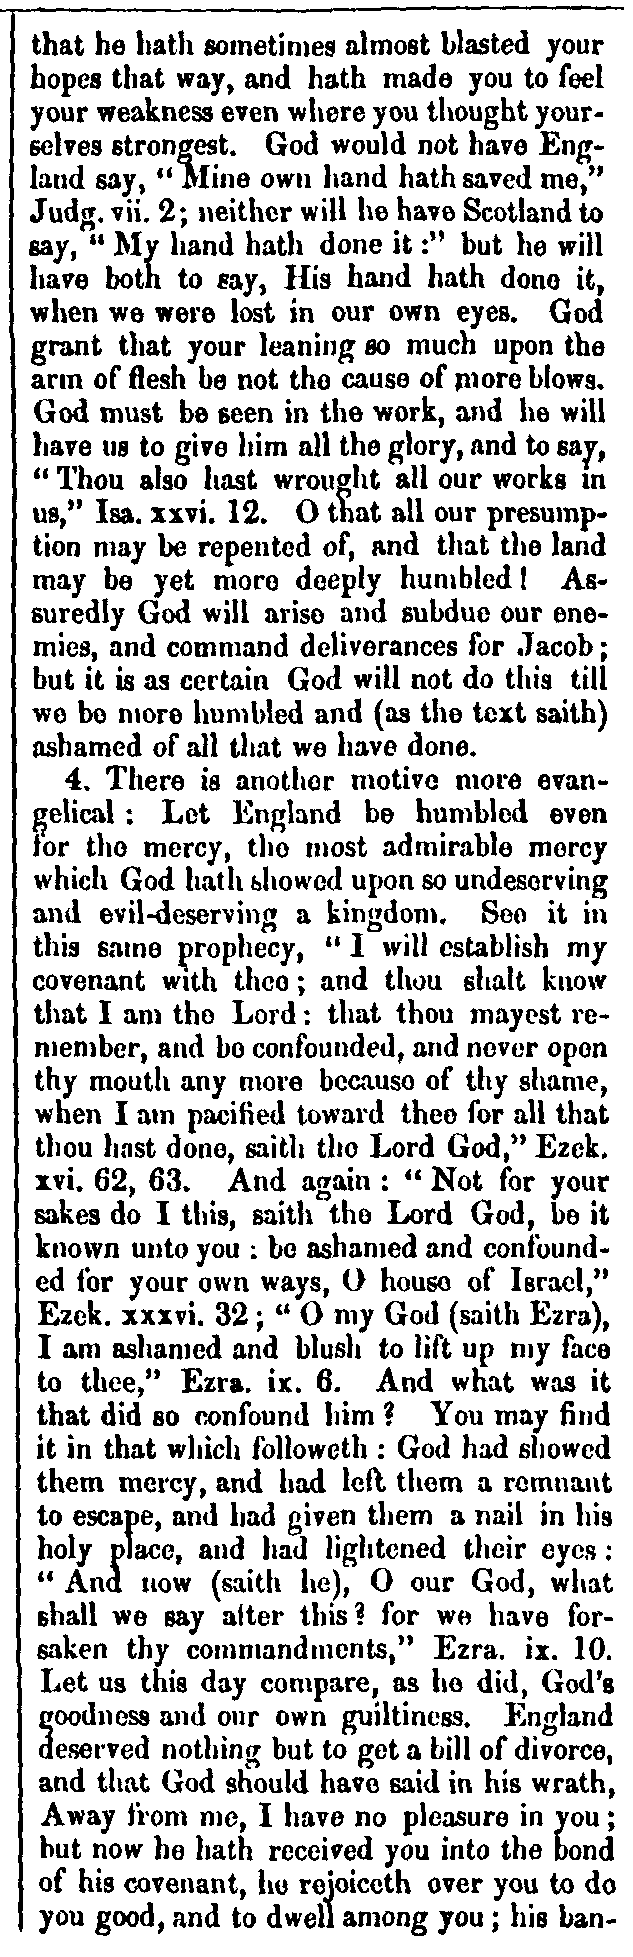 that he hath sometimes almost blasted your
hopes that way, and hath made you to feel
your weakness even where you thought your-
selves strongest. God would not have Eng-
land say, “Mine own hand hath saved me,”
Judg. vii. 2; neither will he have Scotland to
say, “My hand hath done it:” but he will
have both to say, His hand hath done it,
when we were lost in our own eyes. God
grant that your leaning so much upon the
arm of flesh be not the cause of more blows.
God must be seen in the work, and he will
have us to give him all the glory, and to say,
“Thou also hast wrought all our works in
us,” Isa. xxvi. 12. O that all our presump-
tion may be repented of, and that the land
may be yet more deeply humbled! As-
suredly God will arise and subdue our ene-
mies, and command deliverances for Jacob;
but it is as certain God will not do this till
we be more humbled and (as the text saith)
ashamed of all that we have done.
4. There is another motive more evan-
gelical: Let England be humbled even
for the mercy, the most admirable mercy
which God hath showed upon so undeserving
and evil-deserving a kingdom. See it in
this same prophecy, “I will establish my
covenant with thee; and thou shalt know
that I am the Lord: that thou mayest re-
member, and be confounded, and never open
thy mouth any more because of thy shame,
when I am pacified toward thee for all that
thou hast done, saith the Lord God,” Ezek.
xvi. 62, 63. And again: “Not for your
sakes do I this, saith the Lord God, be it
known unto you: be ashamed and confound-
ed for your own ways, O house of Israel,”
Ezek. xxxvi. 32; “O my God (saith Ezra),
I am ashamed and blush to lift up my face
to thee,” Ezra. ix. 6. And what was it
that did so confound him? You may find
it in that which followeth: God had showed
them mercy, and had left them a remnant
to escape, and had given them a nail in his
holy place, and had lightened their eyes:
“And now (saith he), O our God, what
shall we say after this? for we have for-
saken thy commandments,” Ezra. ix. 10.
Let us this day compare, as he did, God's
goodness and our own guiltiness. England
deserved nothing but to get a bill of divorce,
and that God should have said in his wrath,
Away from me, I have no pleasure in you;
but now he hath received you into the bond
of his covenant, he rejoiceth over you to do
you good, and to dwell among you; his ban-